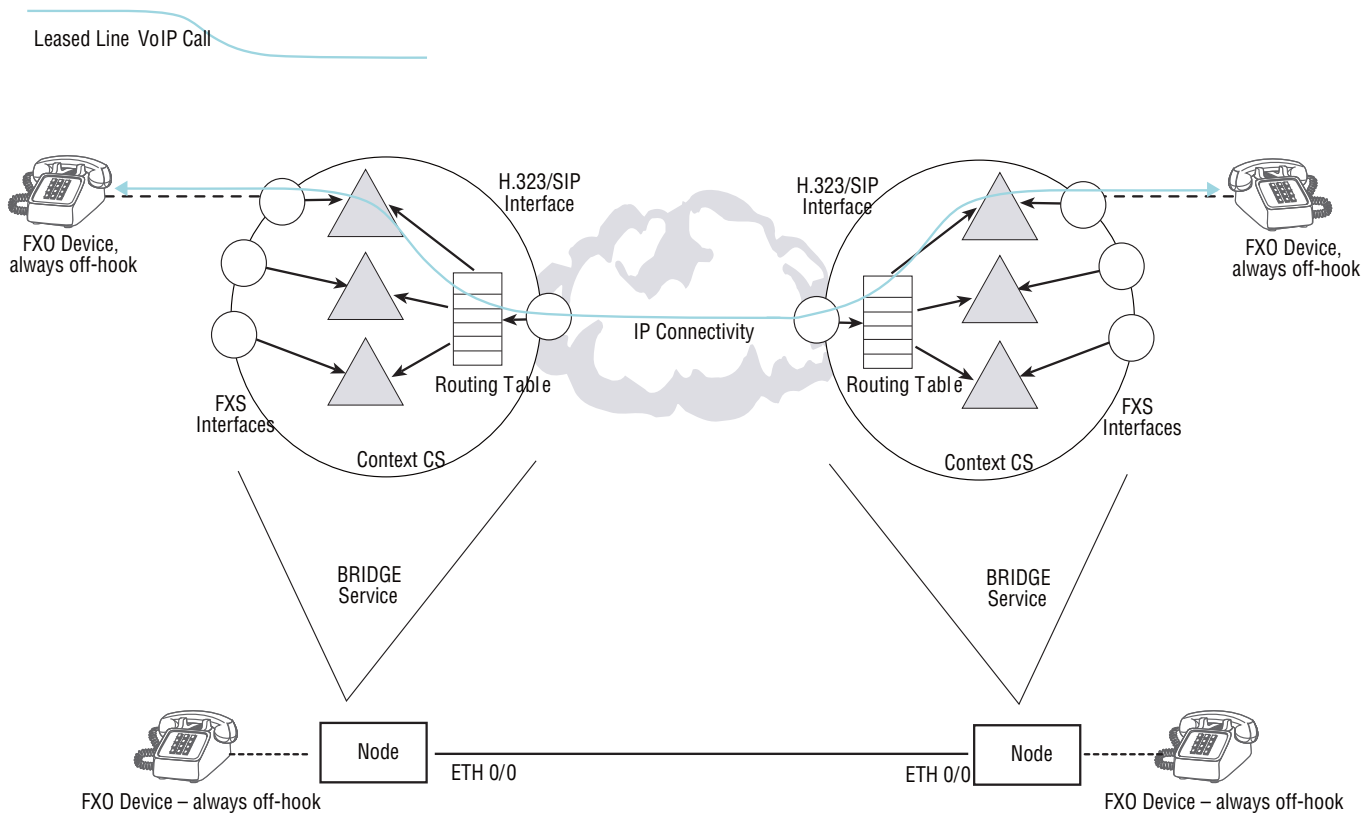 Leased Line VoIP Call
H.323/SIP
Interface
H.323/SIP
Interface
FXO Device,
always off-hook
FXO Device,
always off-hook
IP Connectivity
Routing Table
Routing Table
FXS
Interfaces
FXS
Interfaces
Context CS
Context CS
BRIDGE
Service
BRIDGE
Service
Node
Node
ETH 0/0
ETH 0/0
FXO Device – always off-hook
FXO Device – always off-hook